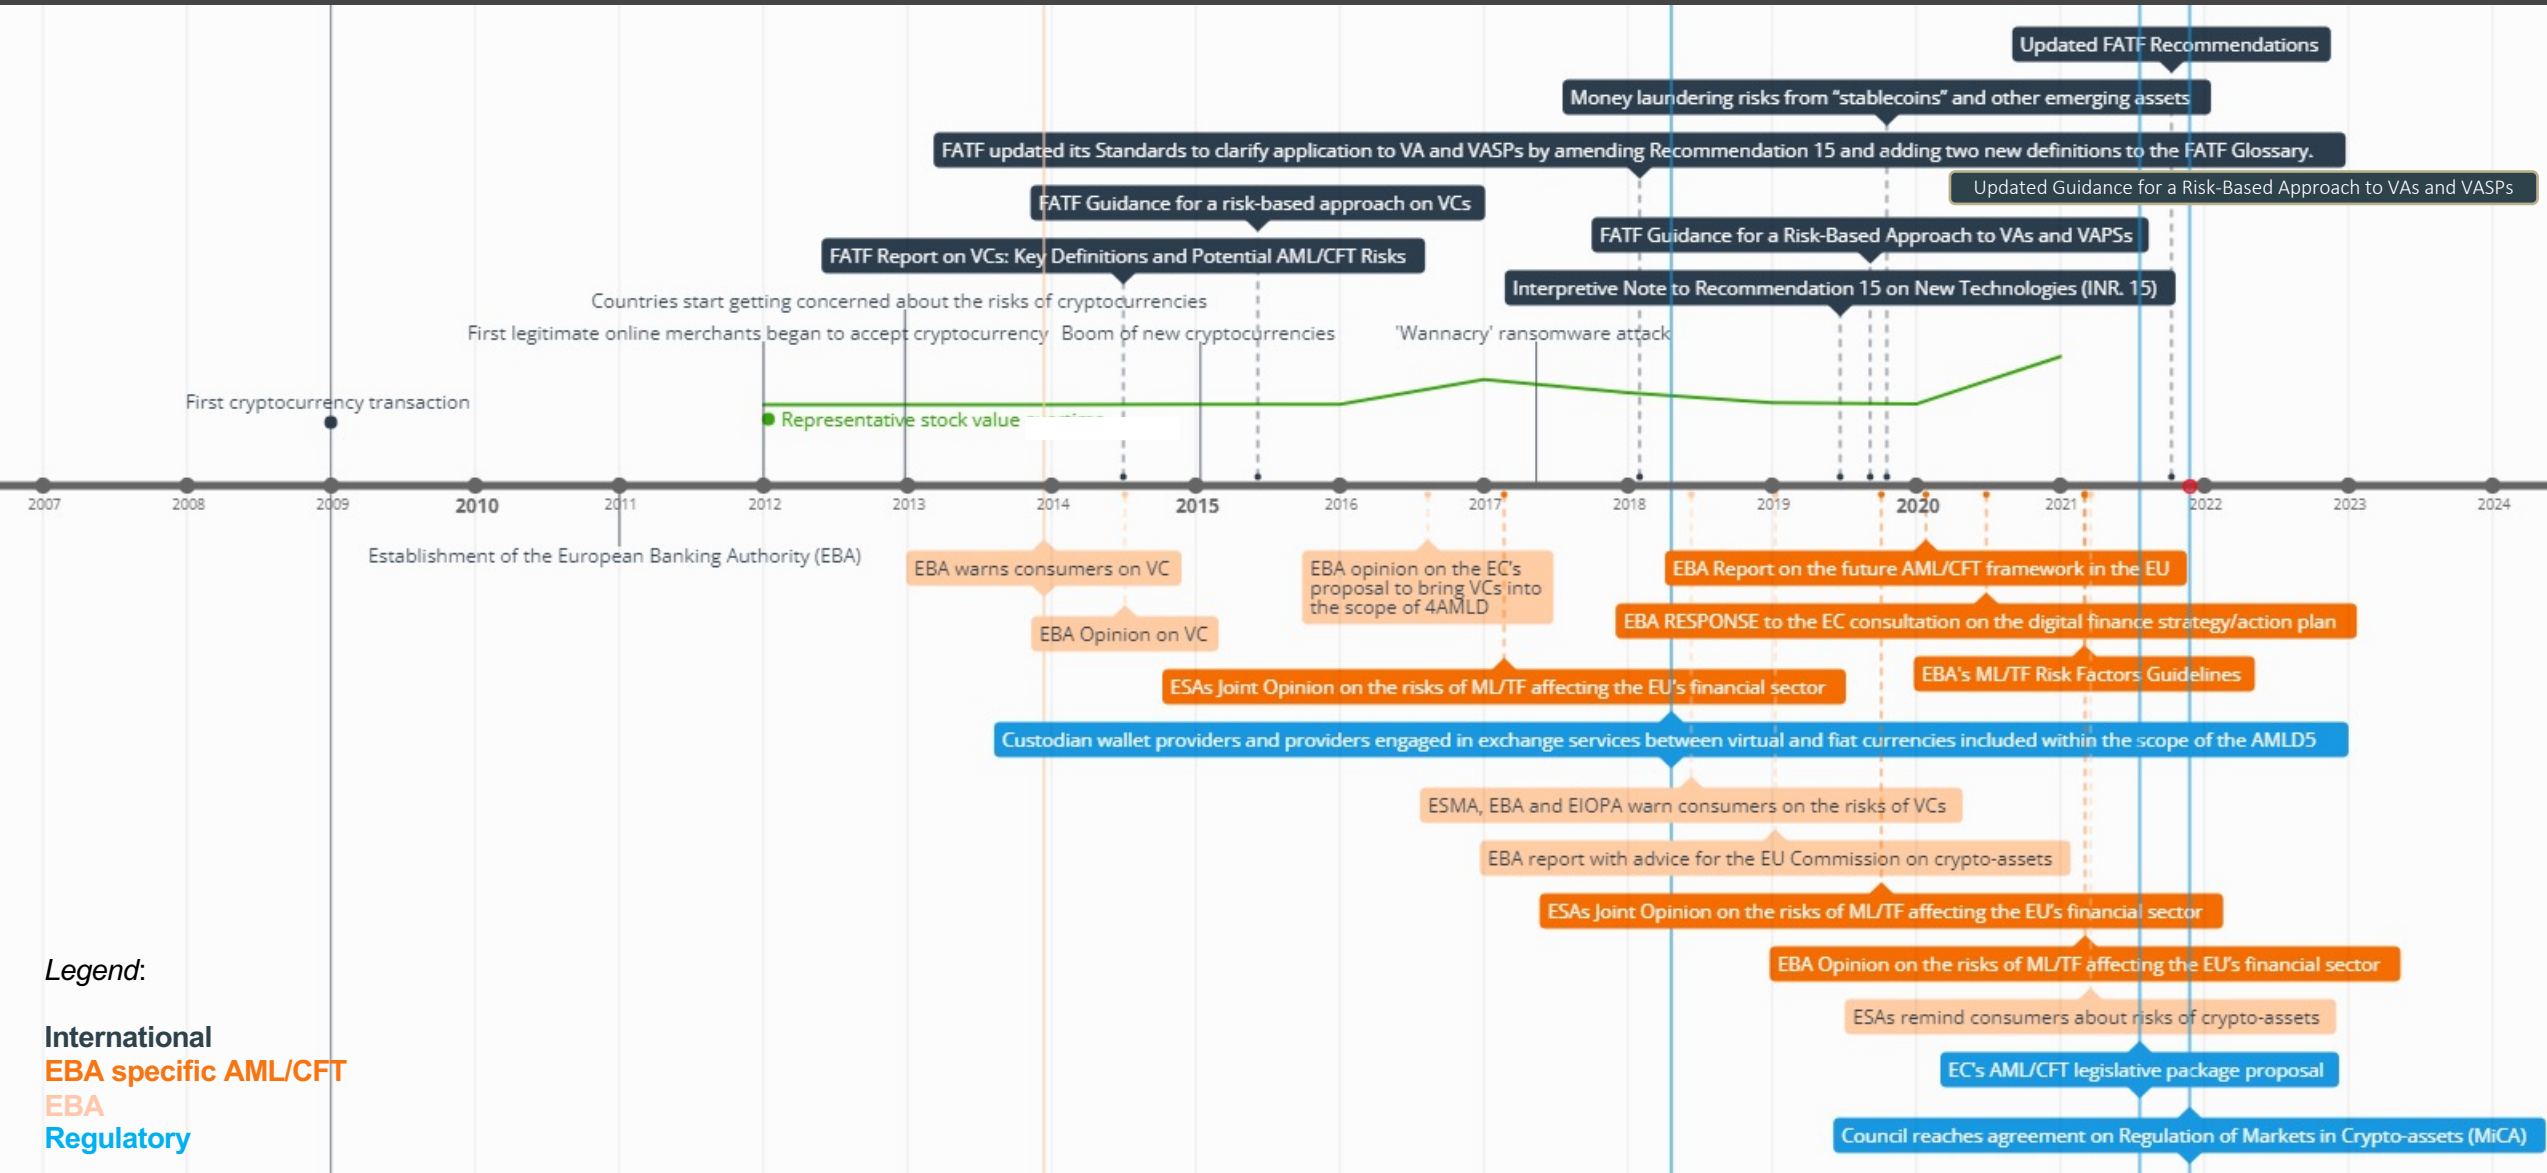 Updated FATF Recommendations
Money laundering risks from “stablecoins” and other emerging assets
FATF updated its Standards to clarify application to VA and VASPs by amending Recommendation 15 and adding two new definitions to the FATF Glossary.
Updated Guidance for a Risk-Based Approach to VAs and VASPs
FATF Guidance for a risk-based approach on VCs
FATF Guidance for a Risk-Based Approach to VAs and VAPSs
FATF Report on VCs: Key Definitions and Potential AML/CFT Risks
Interpretive Note to Recommendation 15 on New Technologies (INR. 15)
Countries start getting concerned about the risks of cryptocurrencies
First legitimate online merchants began to accept cryptocurrency
Boom of new cryptocurrencies
'Wannacry' ransomware attack
First cryptocurrency transaction
Representative stock value
2007 2008 2009 2010 2011 2012 2013 2014 2015 2016 2017 2018 2019 2020 2021 2022 2023 2024
Establishment of the European Banking Authority (EBA)
EBA warns consumers on VC
EBA opinion on the EC's
proposal to bring VCs into
the scope of 4AMLD
EBA Report on the future AML/CFT framework in the EU
EBA Opinion on VC
EBA RESPONSE to the EC consultation on the digital finance strategy/action plan
ESAs Joint Opinion on the risks of ML/TF affecting the EU's financial sector
EBA's ML/TF Risk Factors Guidelines
Custodian wallet providers and providers engaged in exchange services between virtual and fiat currencies included within the scope of the AMLD5
ESMA, EBA and EIOPA warn consumers on the risks of VCs
EBA report with advice for the EU Commission on crypto-assets
ESAs Joint Opinion on the risks of ML/TF affecting the EU's financial sector
EBA Opinion on the risks of ML/TF affecting the EU's financial sector
ESAs remind consumers about risks of crypto-assets
EC's AML/CFT legislative package proposal
Council reaches agreement on Regulation of Markets in Crypto-assets (MiCA)
Legend:
International
EBA specific AML/CFT
EBA
Regulatory